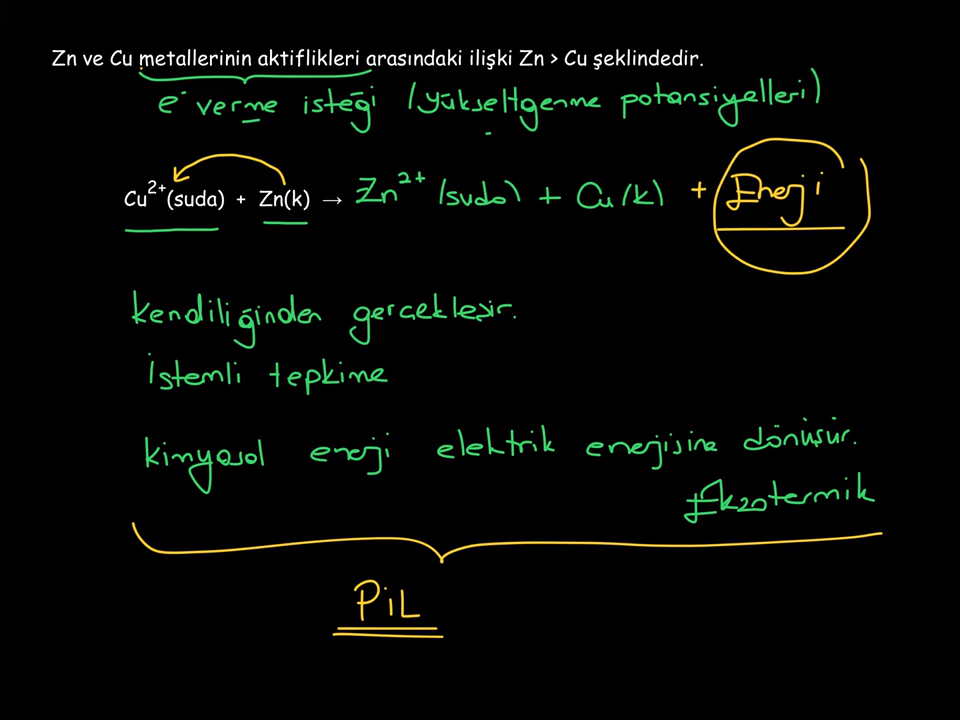 Zn ve Cu metallerinin aktiflikleri arasındaki ilişki Zn > Cu şeklindedir.
e⁻ verme isteği (yükseltgenme potansiyelleri)
Cu²⁺(suda) + Zn(k) → Zn²⁺(suda) + Cu(k) + Enerji
kendiliğinden gerçekleşir.
istemli tepkime
kimyasal enerji elektrik enerjisine dönüşür.
Ekzotermik
PİL